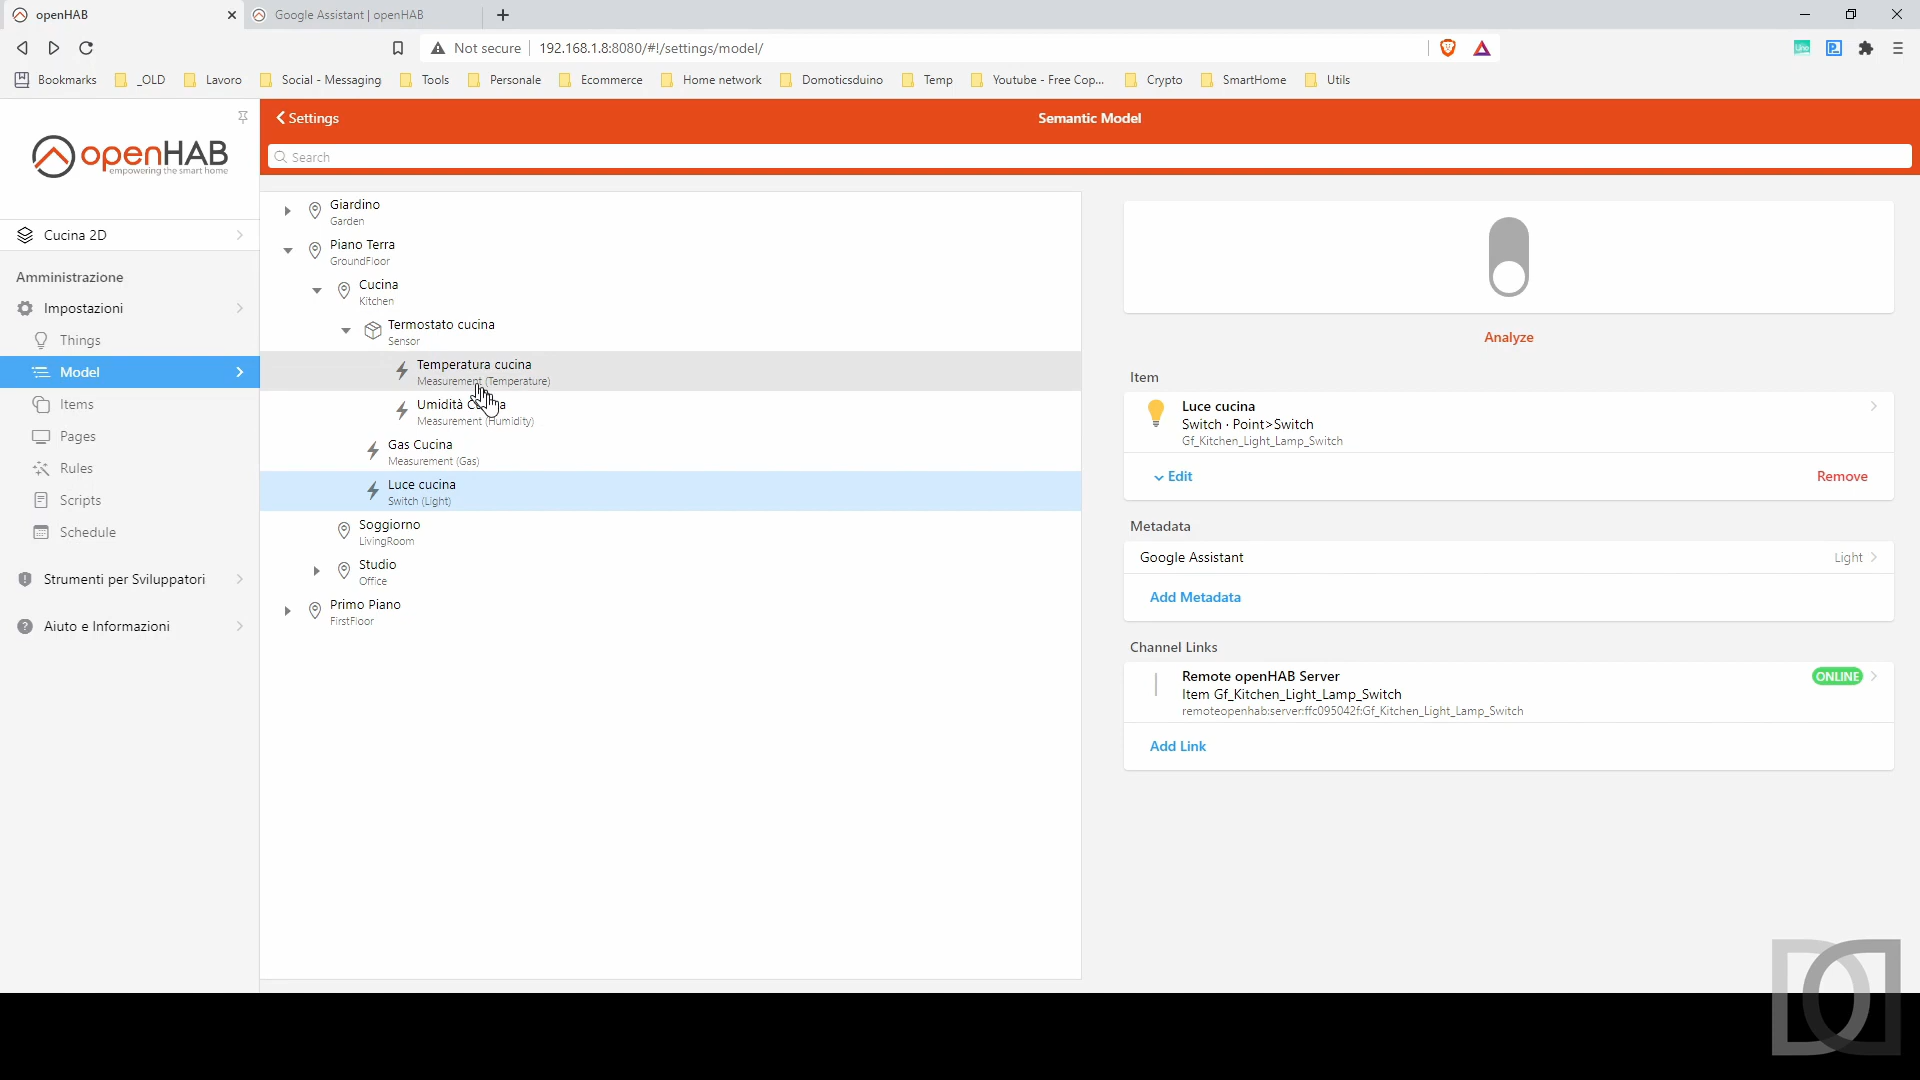 openHAB
Google Assistant | openHAB
Not secure
192.168.1.8:8080/#!/settings/model/
Bookmarks
_OLD
Lavoro
Social - Messaging
Tools
Personale
Ecommerce
Home network
Domoticsduino
Temp
Youtube - Free Cop...
Crypto
SmartHome
Utils
openHAB
empowering the smart home
Cucina 2D
Amministrazione
Impostazioni
Things
Model
Items
Pages
Rules
Scripts
Schedule
Strumenti per Sviluppatori
Aiuto e Informazioni
Settings
Semantic Model
Search
Giardino
Garden
Piano Terra
GroundFloor
Cucina
Kitchen
Termostato cucina
Sensor
Temperatura cucina
Measurement (Temperature)
Umidità
Measurement (Humidity)
Gas Cucina
Measurement (Gas)
Luce cucina
Switch (Light)
Soggiorno
LivingRoom
Studio
Office
Primo Piano
FirstFloor
Analyze
Item
Luce cucina
Switch · Point>Switch
Gf_Kitchen_Light_Lamp_Switch
Edit
Remove
Metadata
Google Assistant
Light
Add Metadata
Channel Links
Remote openHAB Server
ONLINE
Item Gf_Kitchen_Light_Lamp_Switch
remoteopenhab:server:ffc095042f:Gf_Kitchen_Light_Lamp_Switch
Add Link